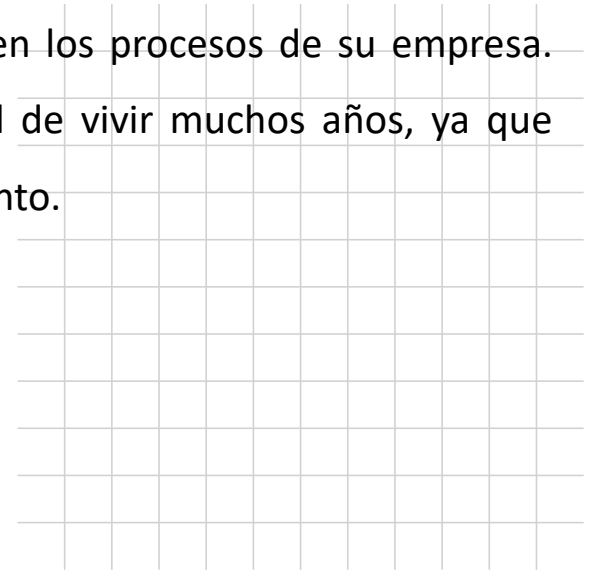 en los procesos de su empresa.
de vivir muchos años, ya que
nto.